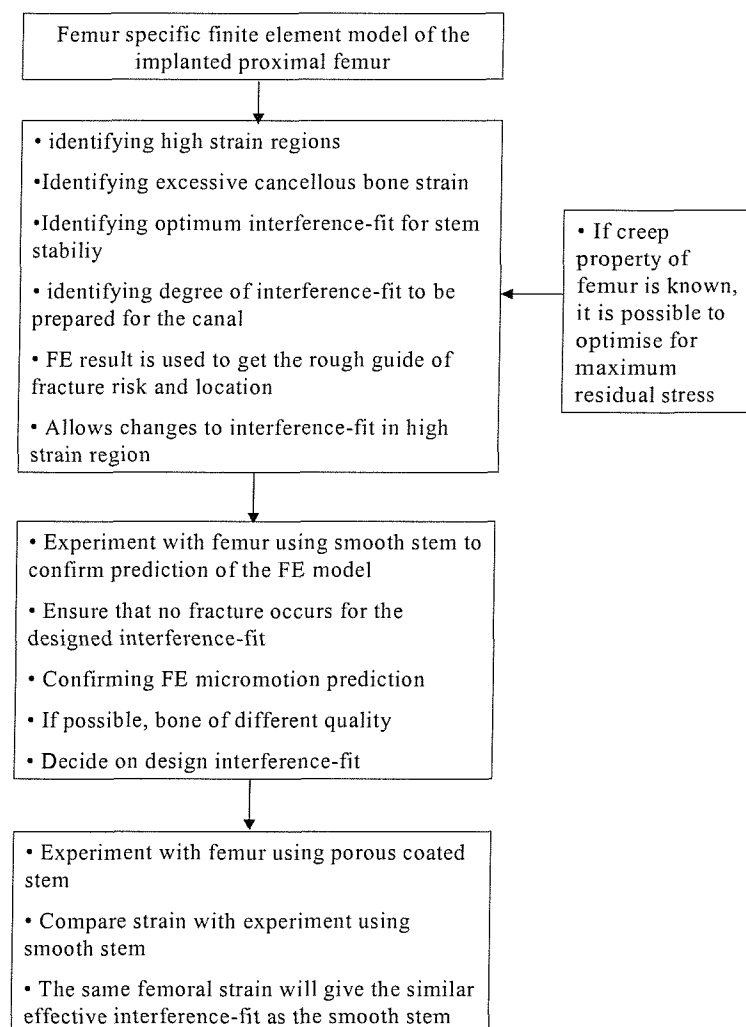 Femur specific finite element model of the
implanted proximal femur
• identifying high strain regions
•Identifying excessive cancellous bone strain
•Identifying optimum interference-fit for stem
stabiliy
• identifying degree of interference-fit to be
prepared for the canal
• FE result is used to get the rough guide of
fracture risk and location
• Allows changes to interference-fit in high
strain region
• If creep
property of
femur is known,
it is possible to
optimise for
maximum
residual stress
• Experiment with femur using smooth stem to
confirm prediction of the FE model
• Ensure that no fracture occurs for the
designed interference-fit
• Confirming FE micromotion prediction
• If possible, bone of different quality
• Decide on design interference-fit
• Experiment with femur using porous coated
stem
• Compare strain with experiment using
smooth stem
• The same femoral strain will give the similar
effective interference-fit as the smooth stem